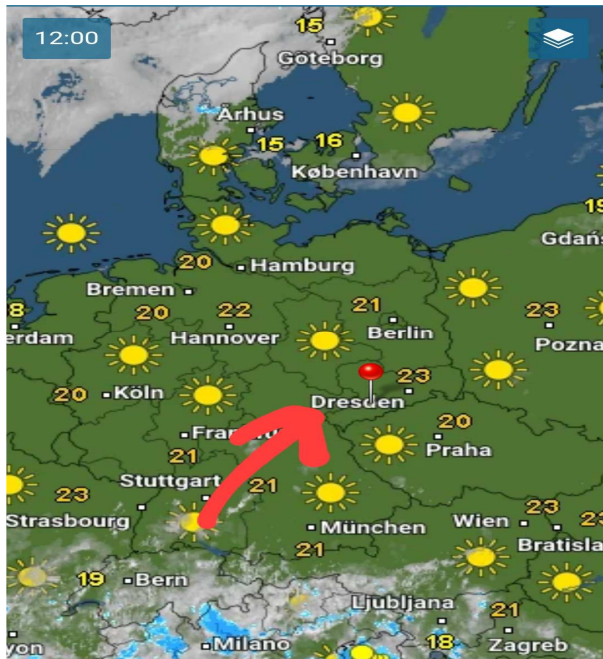 12:00
15
Göteborg
Århus
15
16
København
19
Gdańs
20
Hamburg
Bremen
8
20
22
21
23
erdam
Hannover
Berlin
Pozna
20
Köln
23
Dresden
20
Praha
21
Stuttgart
21
23
Strasbourg
München
Wien
23
23
21
Bratisla
19
Bern
Ljubljana
21
yon
Milano
18
Zagreb